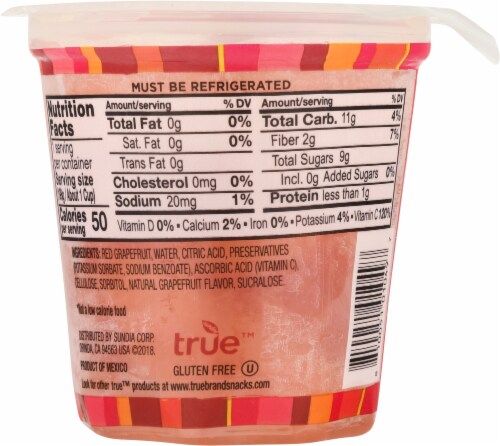 MUST BE REFRIGERATED
Nutrition Facts
serving
per container
Serving size
About 1 Cup)
Calories per serving 50
Amount/serving % DV
Total Fat 0g 0%
Sat. Fat 0g 0%
Trans Fat 0g
Cholesterol 0mg 0%
Sodium 20mg 1%
Amount/serving % DV
Total Carb. 11g 4%
Fiber 2g 7%
Total Sugars 9g
Incl. 0g Added Sugars 0%
Protein less than 1g
Vitamin D 0% • Calcium 2% • Iron 0% • Potassium 4% • Vitamin C 120%
INGREDIENTS: RED GRAPEFRUIT, WATER, CITRIC ACID, PRESERVATIVES
(POTASSIUM SORBATE, SODIUM BENZOATE), ASCORBIC ACID (VITAMIN C),
CELLULOSE, SORBITOL, NATURAL GRAPEFRUIT FLAVOR, SUCRALOSE.
*Not a low calorie food
DISTRIBUTED BY SUNDIA CORP.
ORINDA, CA 94563 USA ©2018.
PRODUCT OF MEXICO
true™
GLUTEN FREE U
Look for other true™ products at www.truebrandsnacks.com